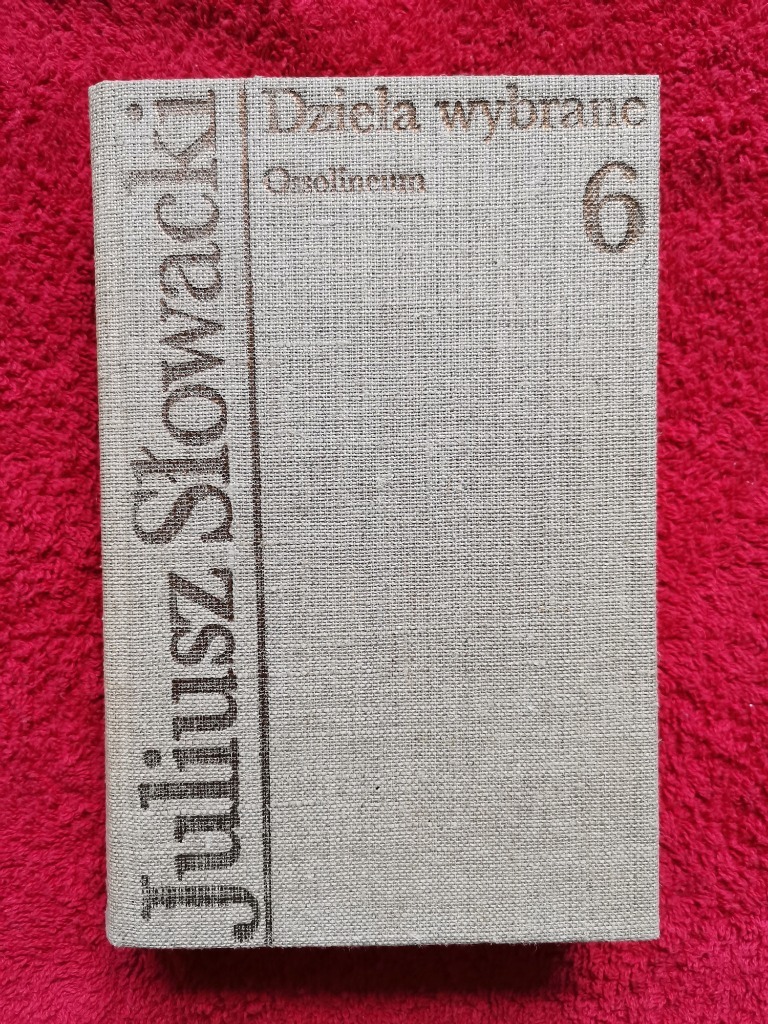 Juliusz Słowacki
Dzieła wybrane
Ossolineum
6